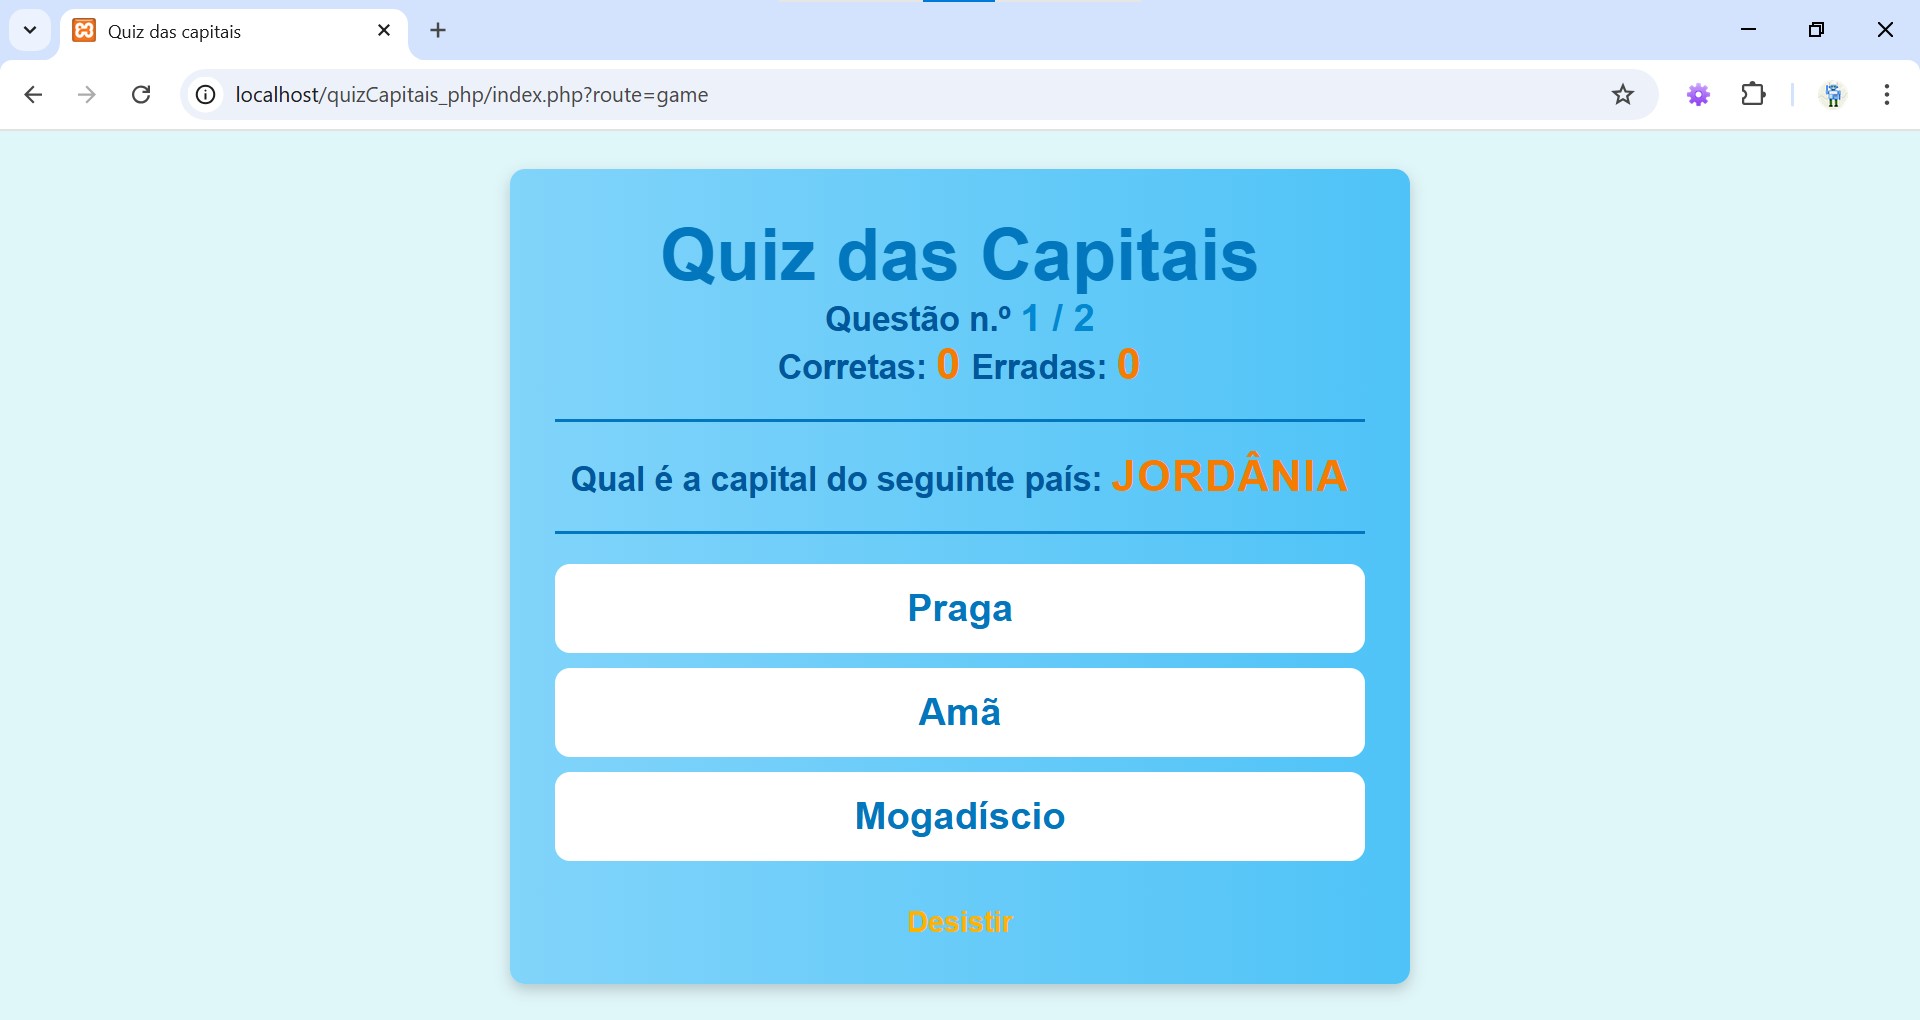 Quiz das capitais
localhost/quizCapitais_php/index.php?route=game
Quiz das Capitais
Questão n.º 1 / 2
Corretas: 0 Erradas: 0
Qual é a capital do seguinte país: JORDÂNIA
Praga
Amã
Mogadíscio
Desistir